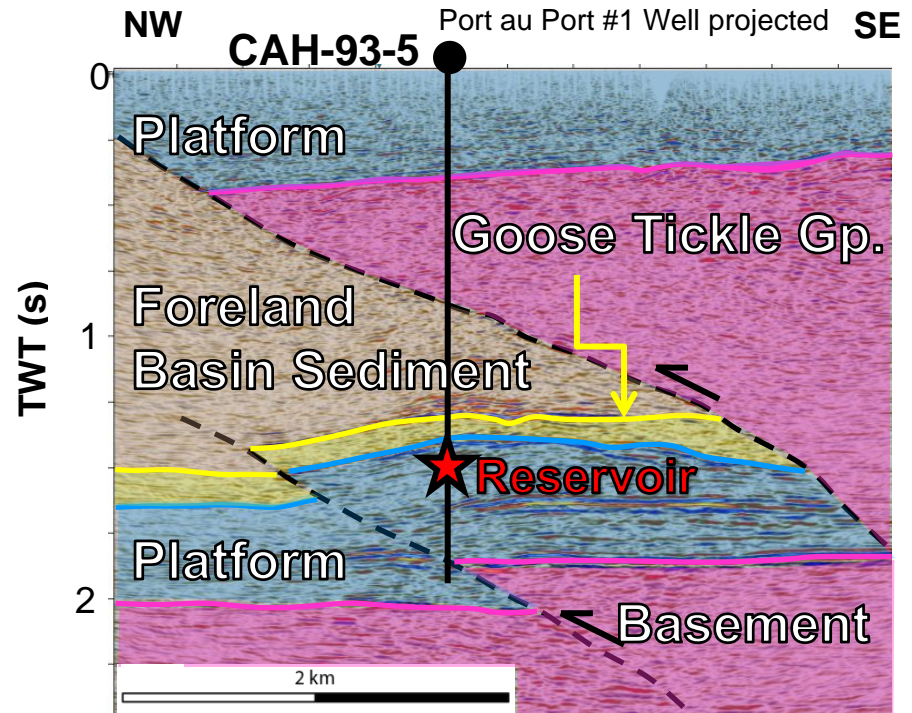 NW
Port au Port #1 Well projected
SE
CAH-93-5
0
Platform
Goose Tickle Gp.
Foreland
Basin Sediment
TWT (s)
1
Reservoir
Platform
2
Basement
2 km